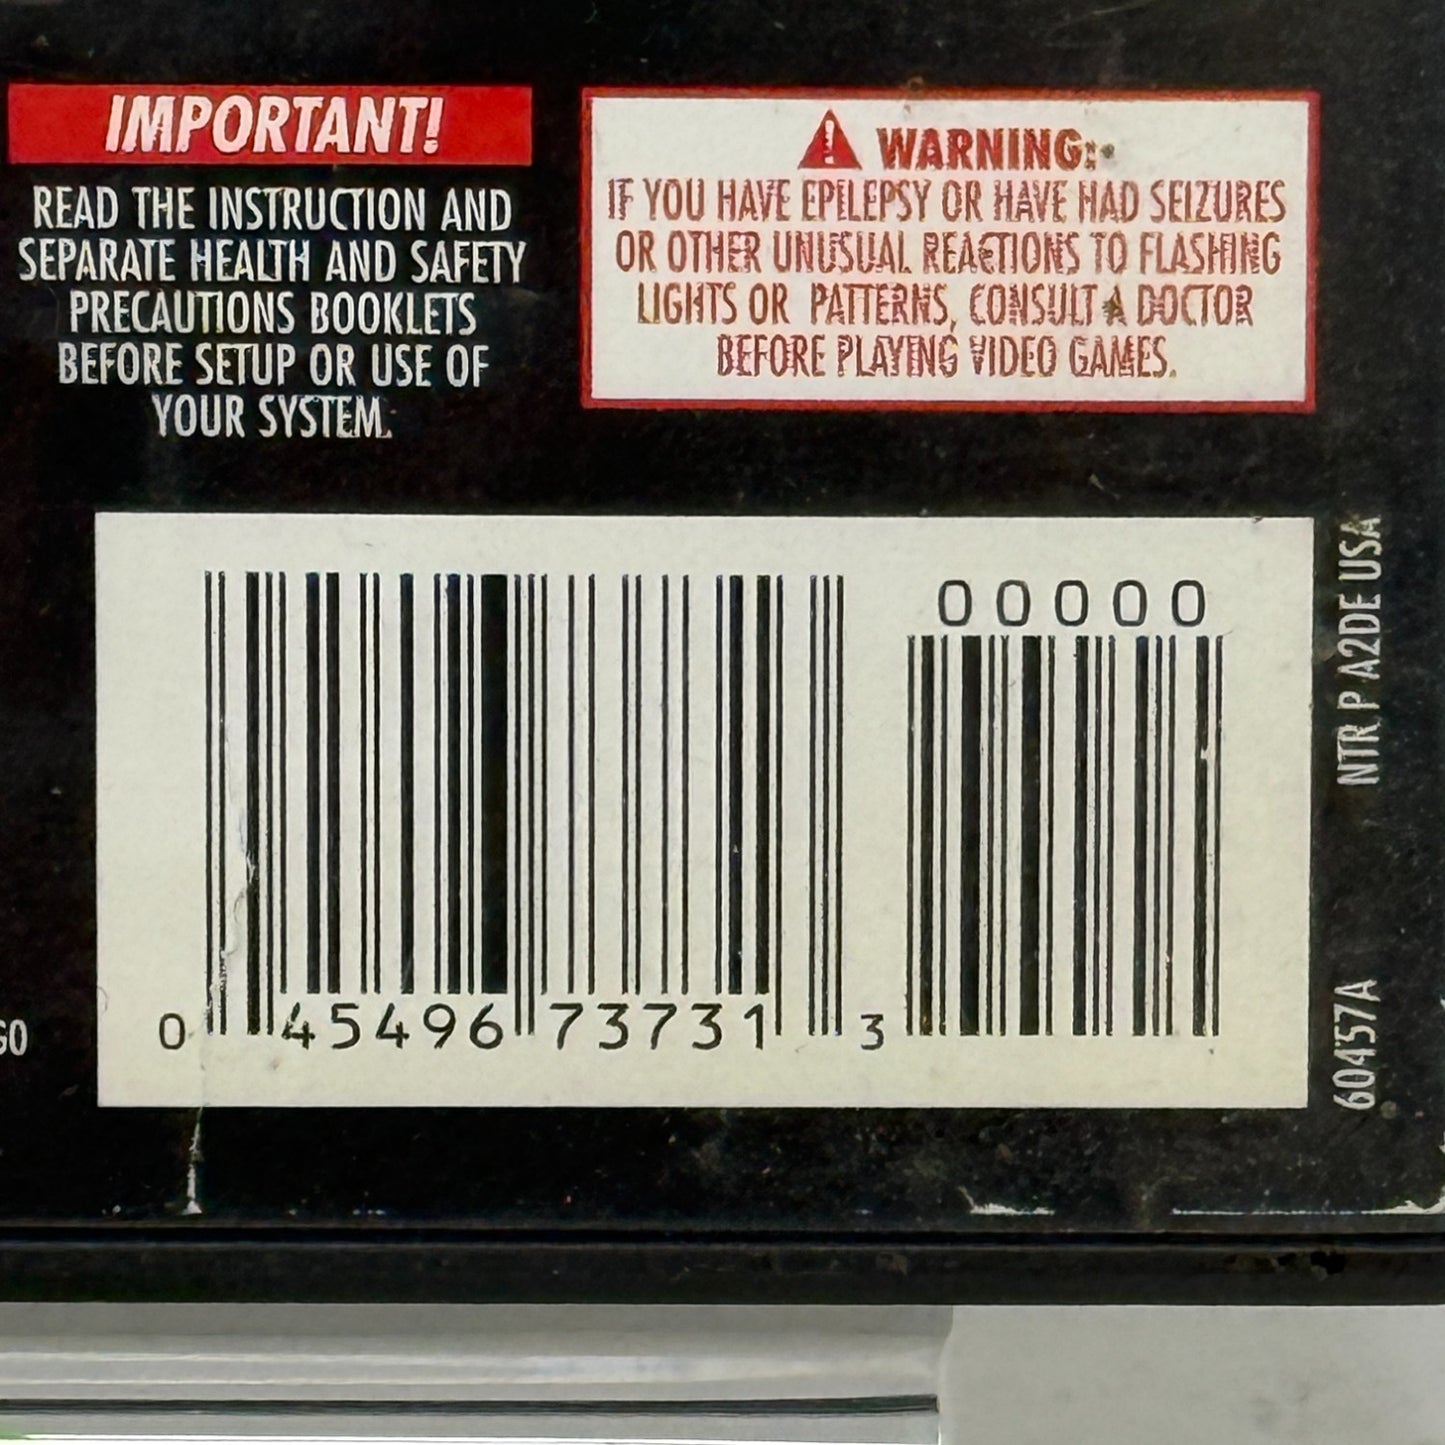 IMPORTANT!
READ THE INSTRUCTION AND
SEPARATE HEALTH AND SAFETY
PRECAUTIONS BOOKLETS
BEFORE SETUP OR USE OF
YOUR SYSTEM.
WARNING:
IF YOU HAVE EPILEPSY OR HAVE HAD SEIZURES
OR OTHER UNUSUAL REACTIONS TO FLASHING
LIGHTS OR PATTERNS, CONSULT A DOCTOR
BEFORE PLAYING VIDEO GAMES.
00000
0 45496 73731 3
NTR P A2DE USA
60457A